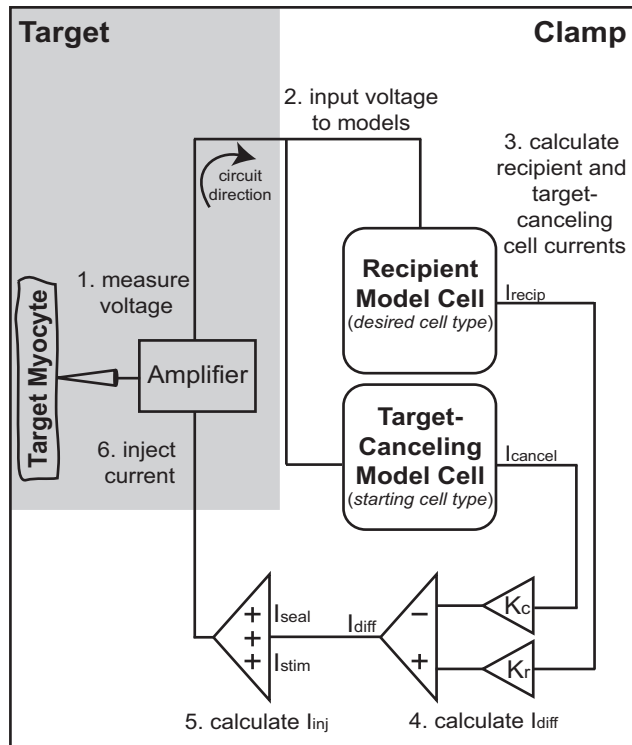 Target
Clamp
2. input voltage
to models
3. calculate
recipient and
target-
canceling
cell currents
circuit
direction
1. measure
voltage
Recipient
Model Cell
(desired cell type)
Irecip
Target Myocyte
Amplifier
Target-
Canceling
Model Cell
(starting cell type)
Icancel
6. inject
current
Kc
Kr
−
+
Idiff
Iseal
Istim
+
+
+
5. calculate Iinj
4. calculate Idiff